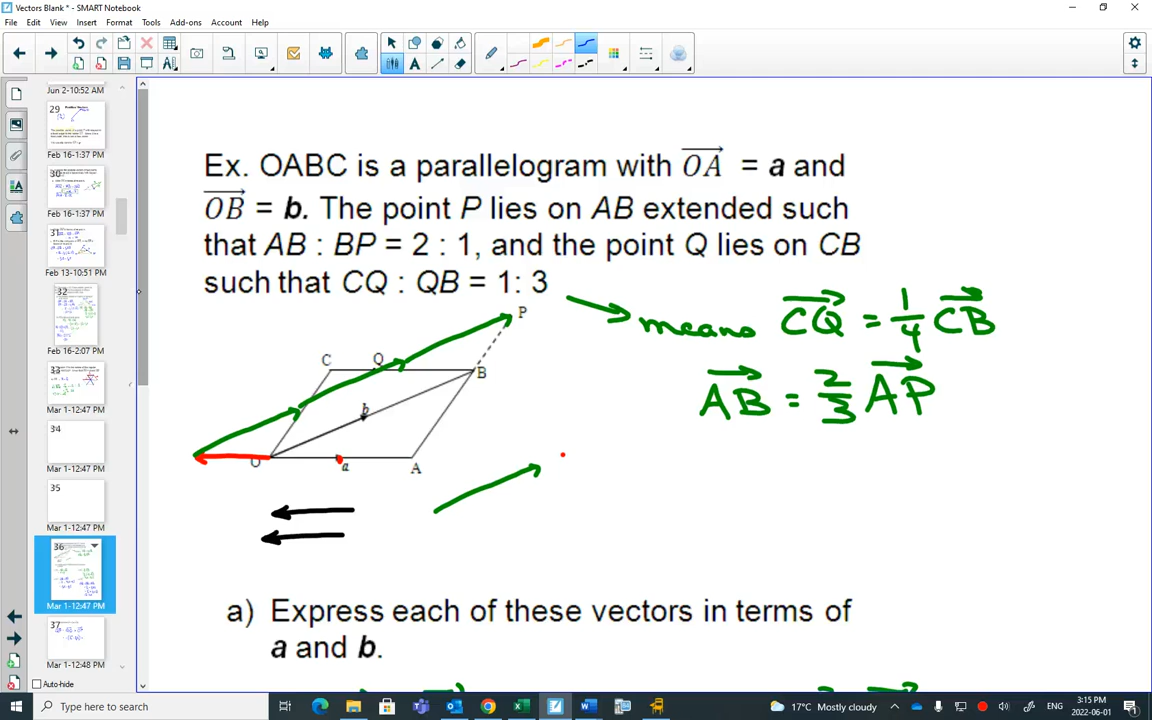 Vectors Blank * - SMART Notebook
File Edit View Insert Format Tools Add-ons Account Help
Jun 2-10:52 AM
29
Feb 16-1:37 PM
30
Feb 16-1:37 PM
31
Feb 13-10:51 PM
32
Feb 16-2:07 PM
33
Mar 1-12:47 PM
34
Mar 1-12:47 PM
35
Mar 1-12:47 PM
36
Mar 1-12:47 PM
37
Mar 1-12:48 PM
Auto-hide
Ex. OABC is a parallelogram with OA = a and
OB = b. The point P lies on AB extended such
that AB : BP = 2 : 1, and the point Q lies on CB
such that CQ : QB = 1: 3
means CQ = 1/4 CB
AB = 2/3 AP
P
C Q B
b
O a A
a) Express each of these vectors in terms of
a and b.
Type here to search
17°C Mostly cloudy
3:15 PM
2022-06-01